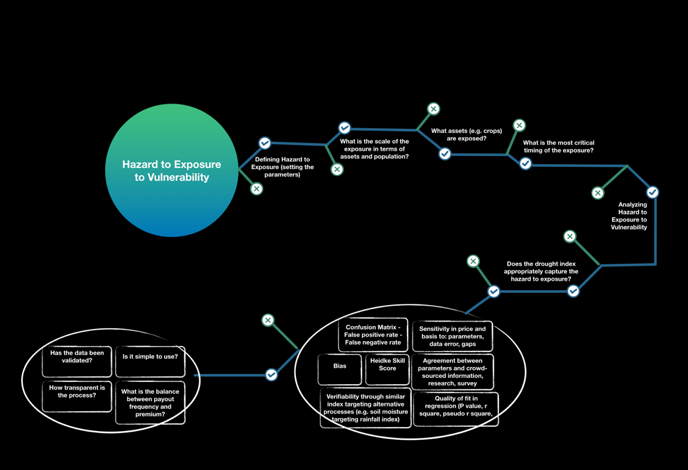 Hazard to Exposure
to Vulnerability
Defining Hazard to
Exposure (setting the
parameters)
What is the scale of the
exposure in terms of
assets and population?
What assets (e.g. crops)
are exposed?
What is the most critical
timing of the exposure?
Analyzing
Hazard to
Exposure to
Vulnerability
Does the drought index
appropriately capture the
hazard to exposure?
Confusion Matrix -
False positive rate -
False negative rate
Sensitivity in price and
basis to: parameters,
data error, gaps
Bias
Heidke Skill
Score
Agreement between
parameters and crowd-
sourced information,
research, survey
Verifiability through similar
index targeting alternative
processes (e.g. soil moisture
targeting rainfall index)
Quality of fit in
regression (P value, r
square, pseudo r square,
Has the data been
validated?
Is it simple to use?
How transparent is
the process?
What is the balance
between payout
frequency and
premium?